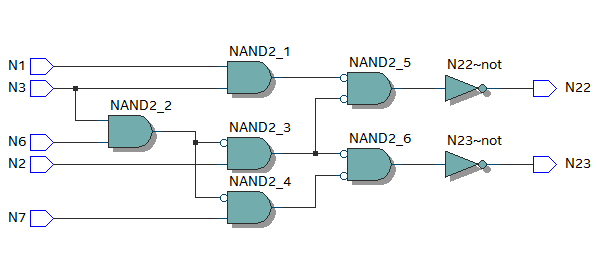 NAND2_1
NAND2_5
N22~not
N1
N3
N22
NAND2_2
NAND2_3
NAND2_6
N23~not
N6
N2
N23
NAND2_4
N7